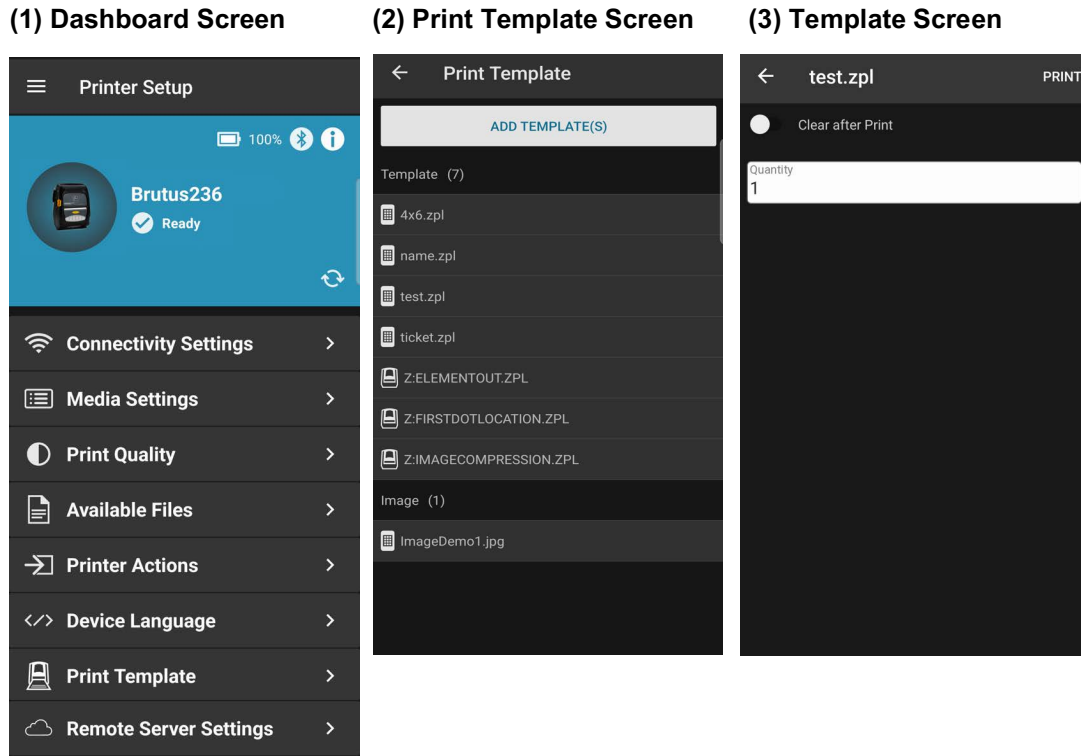 (1) Dashboard Screen
Printer Setup
100%
Brutus236
Ready
Connectivity Settings
Media Settings
Print Quality
Available Files
Printer Actions
Device Language
Print Template
Remote Server Settings
(2) Print Template Screen
Print Template
ADD TEMPLATE(S)
Template (7)
4x6.zpl
name.zpl
test.zpl
ticket.zpl
Z:ELEMENTOUT.ZPL
Z:FIRSTDOTLOCATION.ZPL
Z:IMAGECOMPRESSION.ZPL
Image (1)
ImageDemo1.jpg
(3) Template Screen
test.zpl PRINT
Clear after Print
Quantity
1